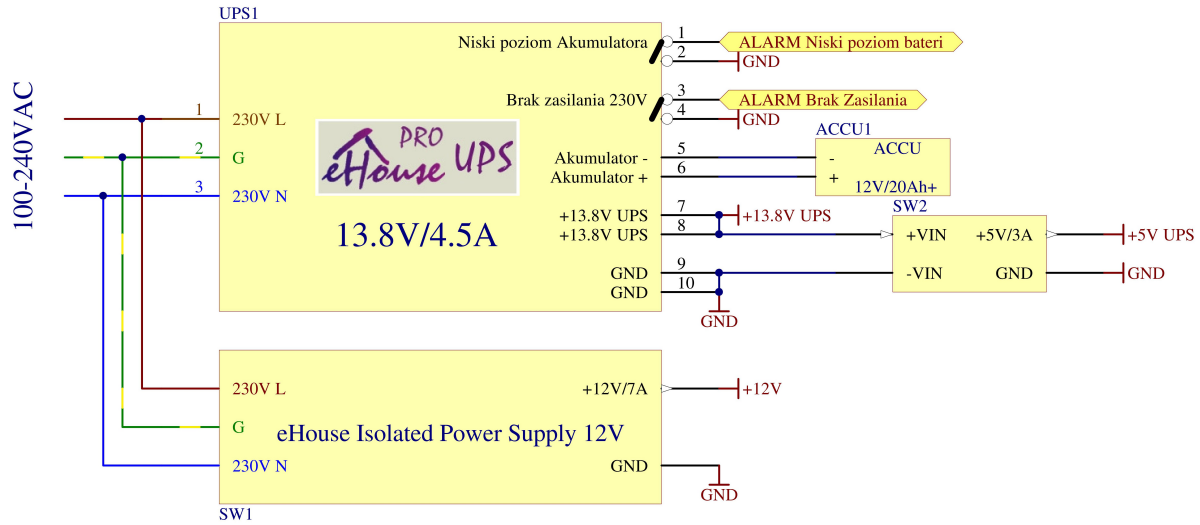 UPS1
100-240VAC
1
230V L
2
G
3
230V N
PRO
eHouse UPS
13.8V/4.5A
Niski poziom Akumulatora
1
ALARM Niski poziom bateri
2
GND
Brak zasilania 230V
3
ALARM Brak Zasilania
4
GND
Akumulator -
5
Akumulator +
6
ACCU1
ACCU
-
+
12V/20Ah+
+13.8V UPS
7
+13.8V UPS
+13.8V UPS
8
GND
9
GND
10
GND
SW2
+VIN
+5V/3A
+5V UPS
-VIN
GND
GND
230V L
+12V/7A
+12V
G
eHouse Isolated Power Supply 12V
230V N
GND
GND
SW1